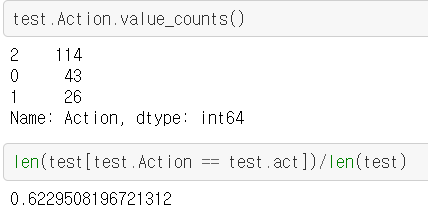 test.Action.value_counts()
2    114
0     43
1     26
Name: Action, dtype: int64
len(test[test.Action == test.act])/len(test)
0.6229508196721312